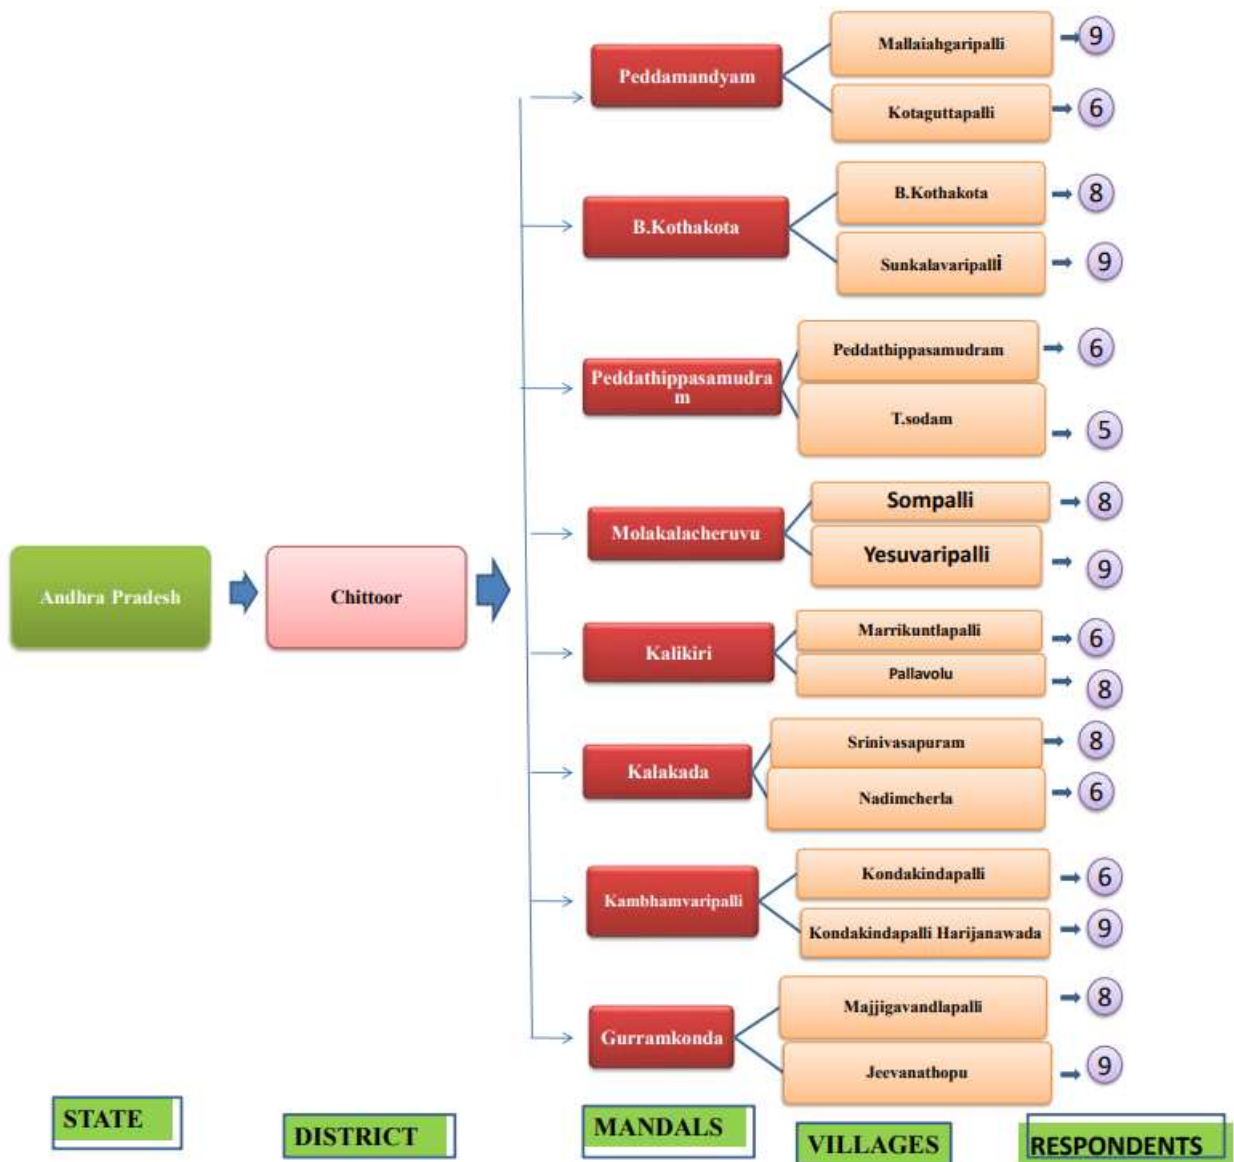 Peddamandyam
Mallaiahgaripalli
9
Kotaguttapalli
6
B.Kothakota
B.Kothakota
8
Sunkalavaripalli
9
Peddathippasamudra
m
Peddathippasamudram
6
T.sodam
5
Molakalacheruvu
Sompalli
8
Yesuvaripalli
9
Andhra Pradesh
Chittoor
Kalikiri
Marrikuntlapalli
6
Pallavolu
8
Kalakada
Srinivasapuram
8
Nadimcherla
6
Kambhamvaripalli
Kondakindapalli
6
Kondakindapalli Harijanawada
9
Gurramkonda
Majjigavandlapalli
8
Jeevanathopu
9
STATE
DISTRICT
MANDALS
VILLAGES
RESPONDENTS